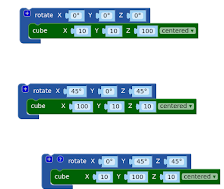 rotate X 0° Y 0° Z 0°
cube X 10 Y 10 Z 100 centered
rotate X 45° Y 0° Z 45°
cube X 100 Y 10 Z 10 centered
rotate X 0° Y 45° Z 45°
cube X 10 Y 100 Z 10 centered